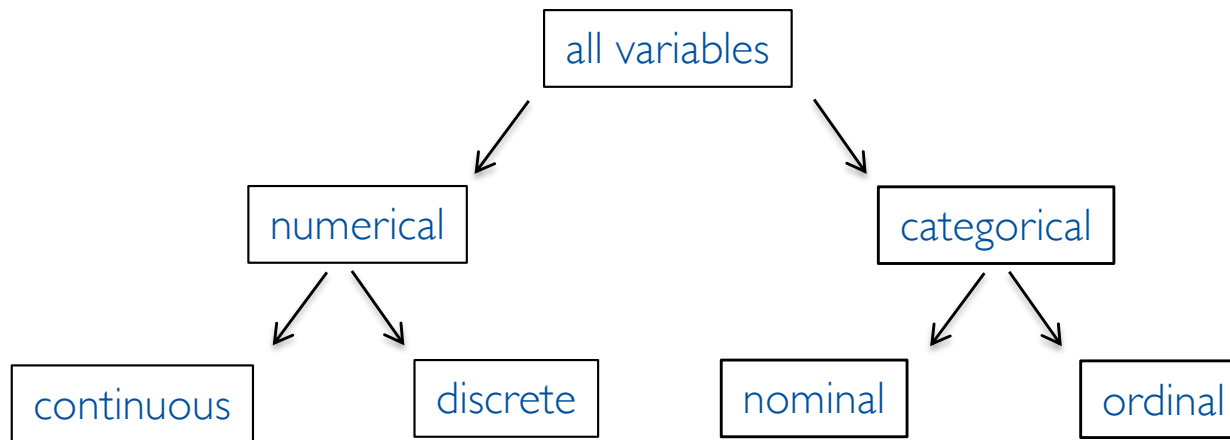 all variables
numerical
categorical
continuous
discrete
nominal
ordinal